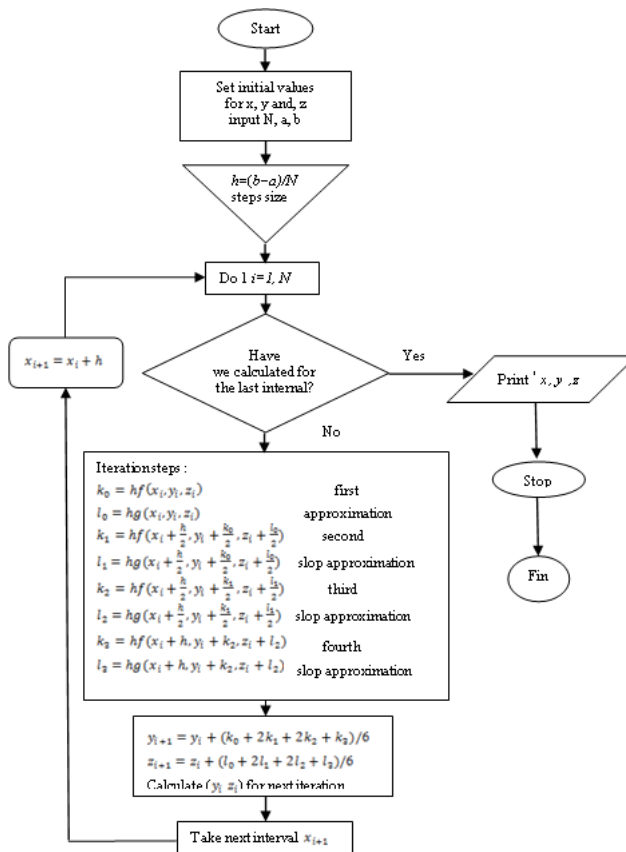 Start
Set initial values
for x, y and, z
input N, a, b
h=(b−a)/N
steps size
Do 1 i=1, N
x_{i+1} = x_i + h
Have
we calculated for
the last internal?
Yes
Print ' x, y ,z
No
Stop
Fin
Iteration steps :
k_0 = hf(x_i, y_i, z_i) first
l_0 = hg(x_i, y_i, z_i) approximation
k_1 = hf(x_i + h/2, y_i + k_0/2, z_i + l_0/2) second
l_1 = hg(x_i + h/2, y_i + k_0/2, z_i + l_0/2) slop approximation
k_2 = hf(x_i + h/2, y_i + k_1/2, z_i + l_1/2) third
l_2 = hg(x_i + h/2, y_i + k_1/2, z_i + l_1/2) slop approximation
k_3 = hf(x_i + h, y_i + k_2, z_i + l_2) fourth
l_3 = hg(x_i + h, y_i + k_2, z_i + l_2) slop approximation
y_{i+1} = y_i + (k_0 + 2k_1 + 2k_2 + k_3)/6
z_{i+1} = z_i + (l_0 + 2l_1 + 2l_2 + l_3)/6
Calculate (y_i z_i) for next iteration
Take next interval x_{i+1}